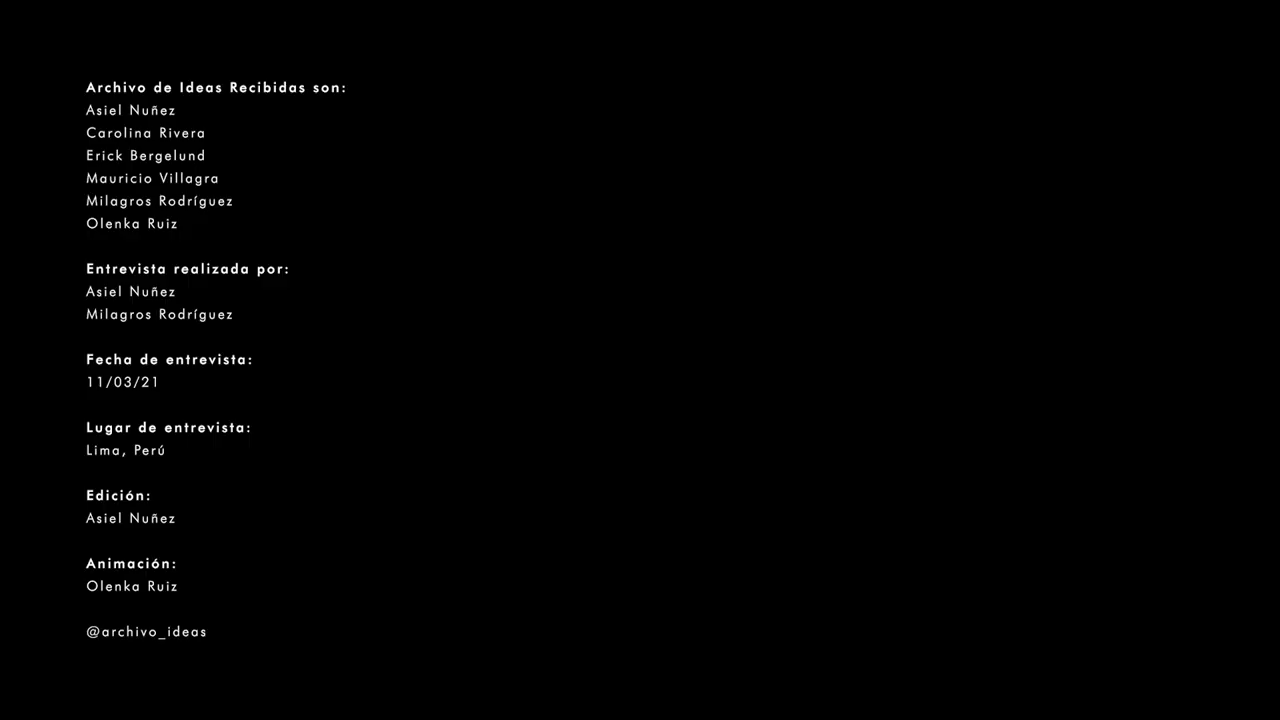 Archivo de Ideas Recibidas son:
Asiel Nuñez
Carolina Rivera
Erick Bergelund
Mauricio Villagra
Milagros Rodríguez
Olenka Ruiz
Entrevista realizada por:
Asiel Nuñez
Milagros Rodríguez
Fecha de entrevista:
11/03/21
Lugar de entrevista:
Lima, Perú
Edición:
Asiel Nuñez
Animación:
Olenka Ruiz
@archivo_ideas